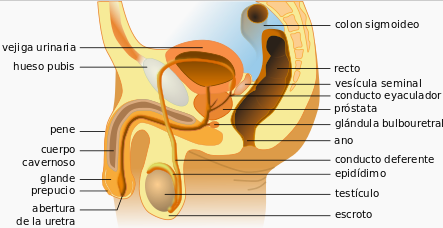 vejiga urinaria
hueso pubis
pene
cuerpo
cavernoso
glande
prepucio
abertura
de la uretra
colon sigmoideo
recto
vesícula seminal
conducto eyaculador
próstata
glándula bulbouretral
ano
conducto deferente
epidídimo
testículo
escroto